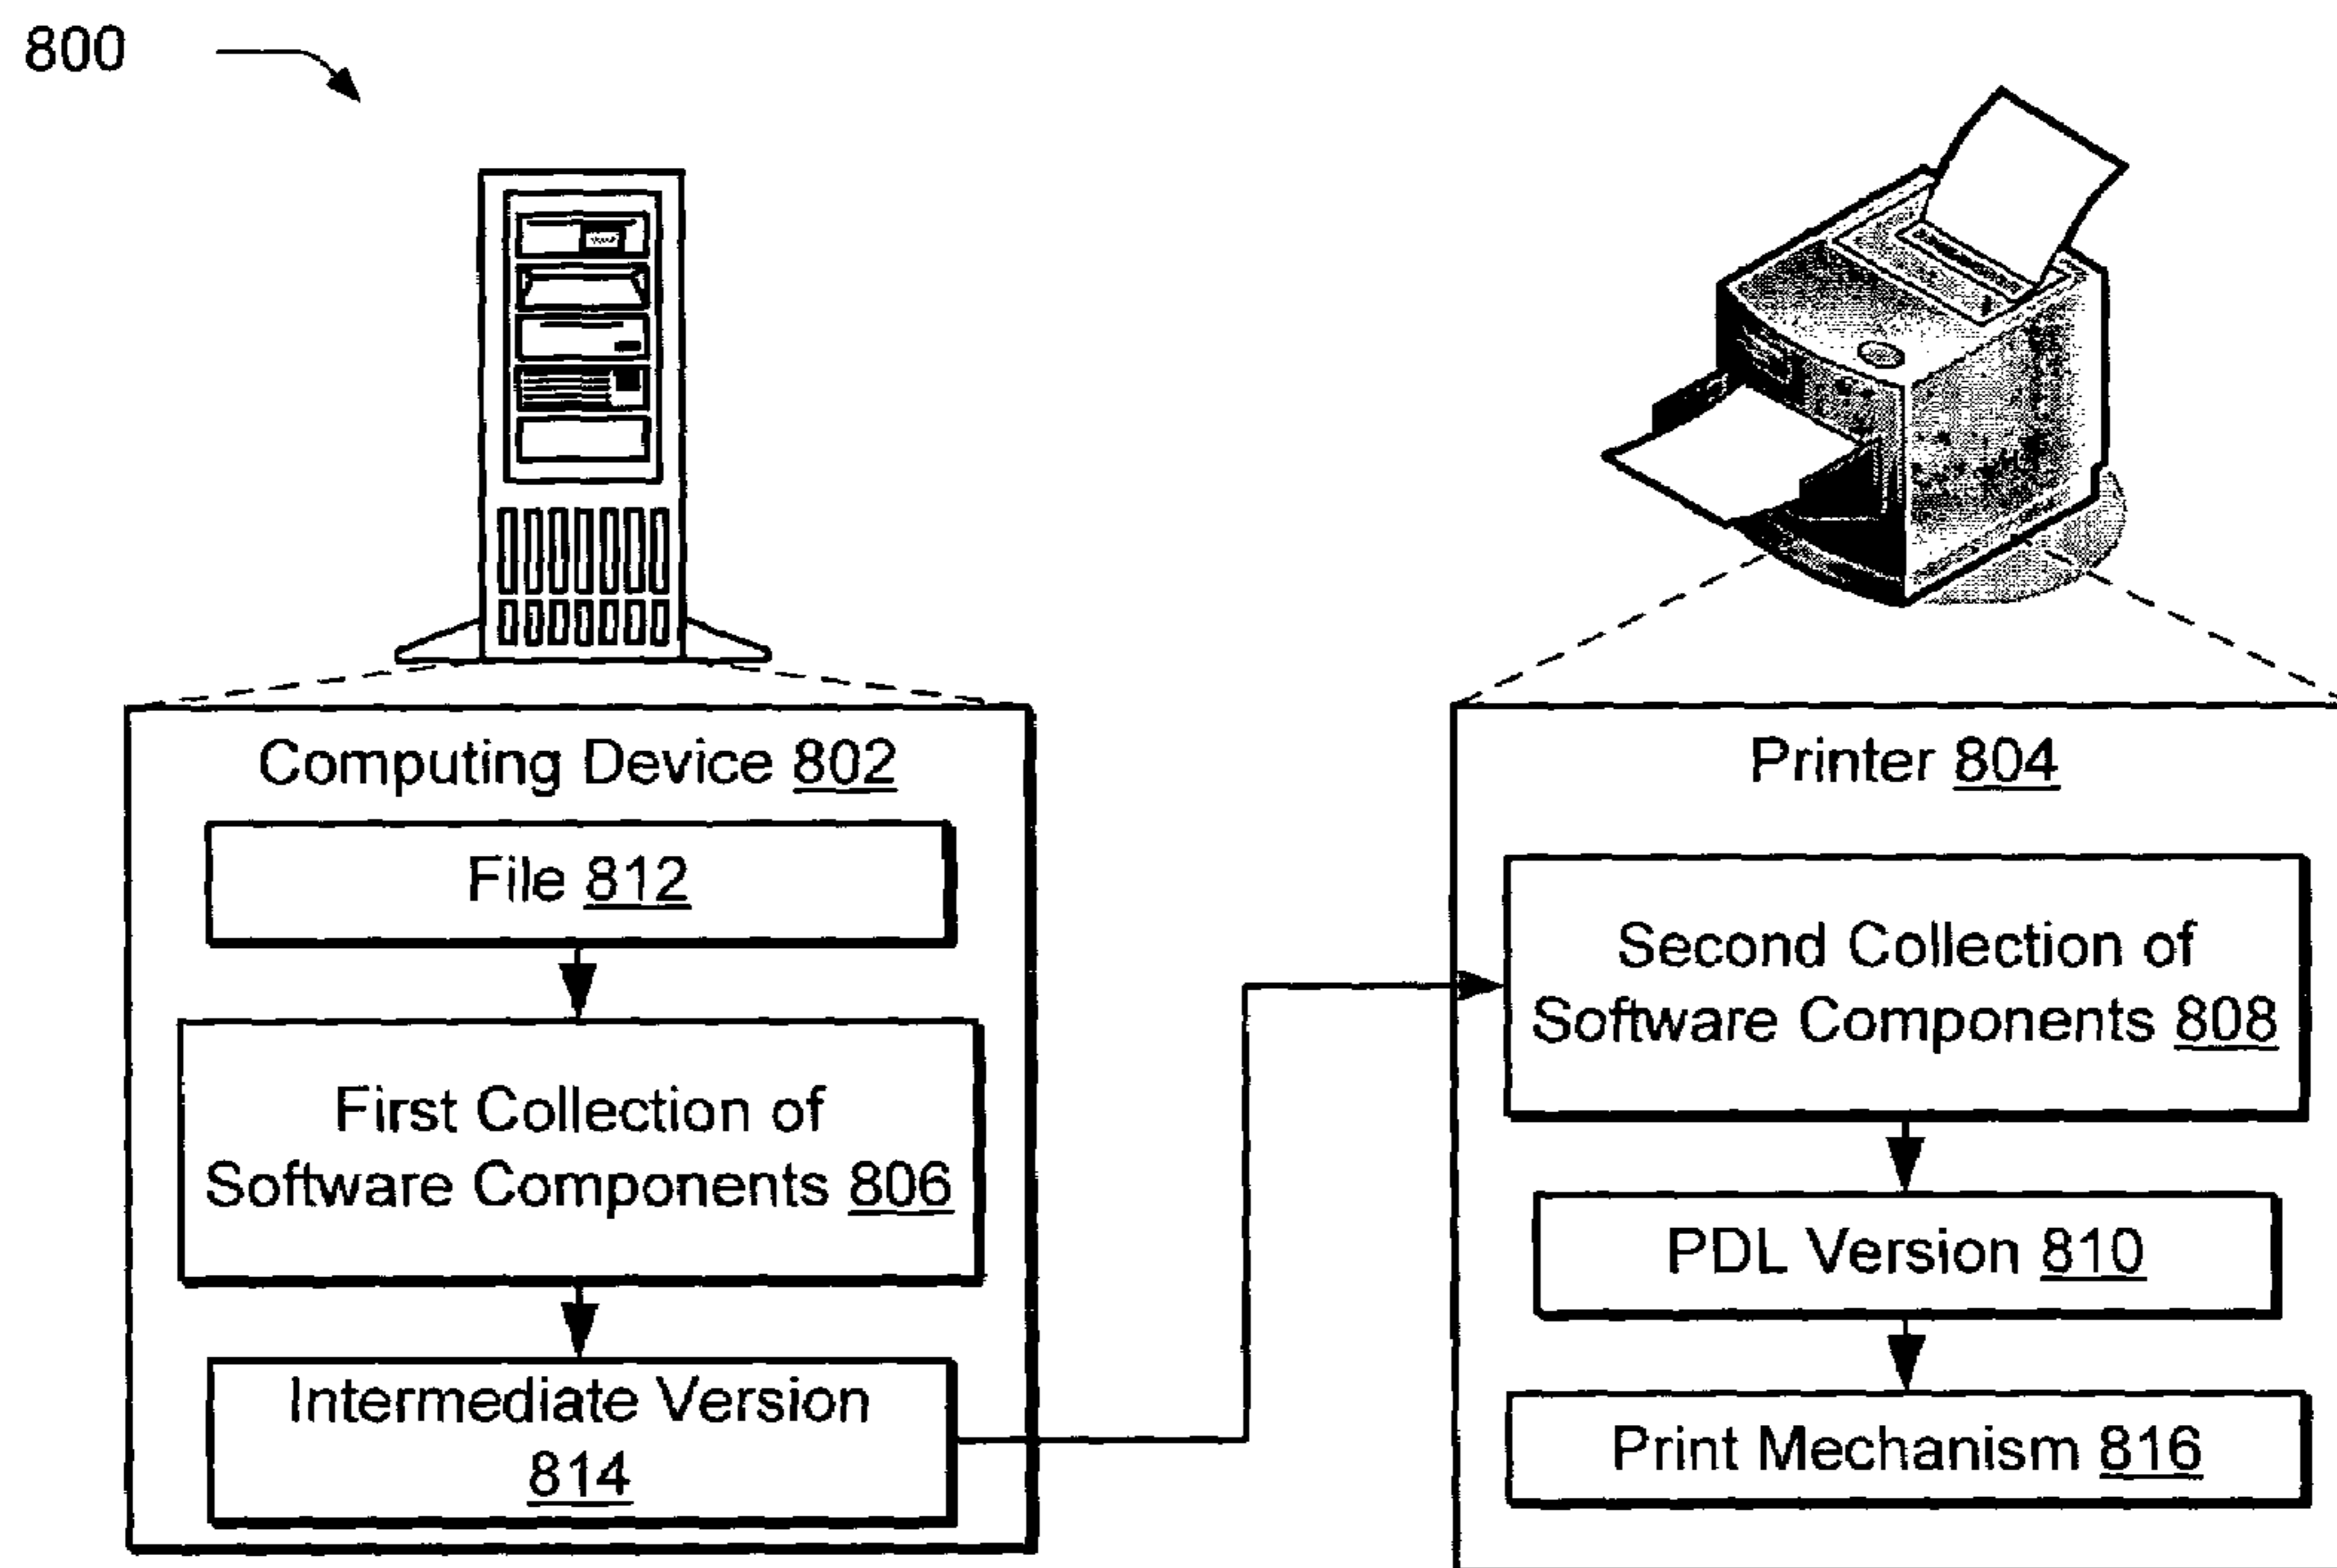 800
Computing Device 802
File 812
First Collection of
Software Components 806
Intermediate Version
814
Printer 804
Second Collection of
Software Components 808
PDL Version 810
Print Mechanism 816